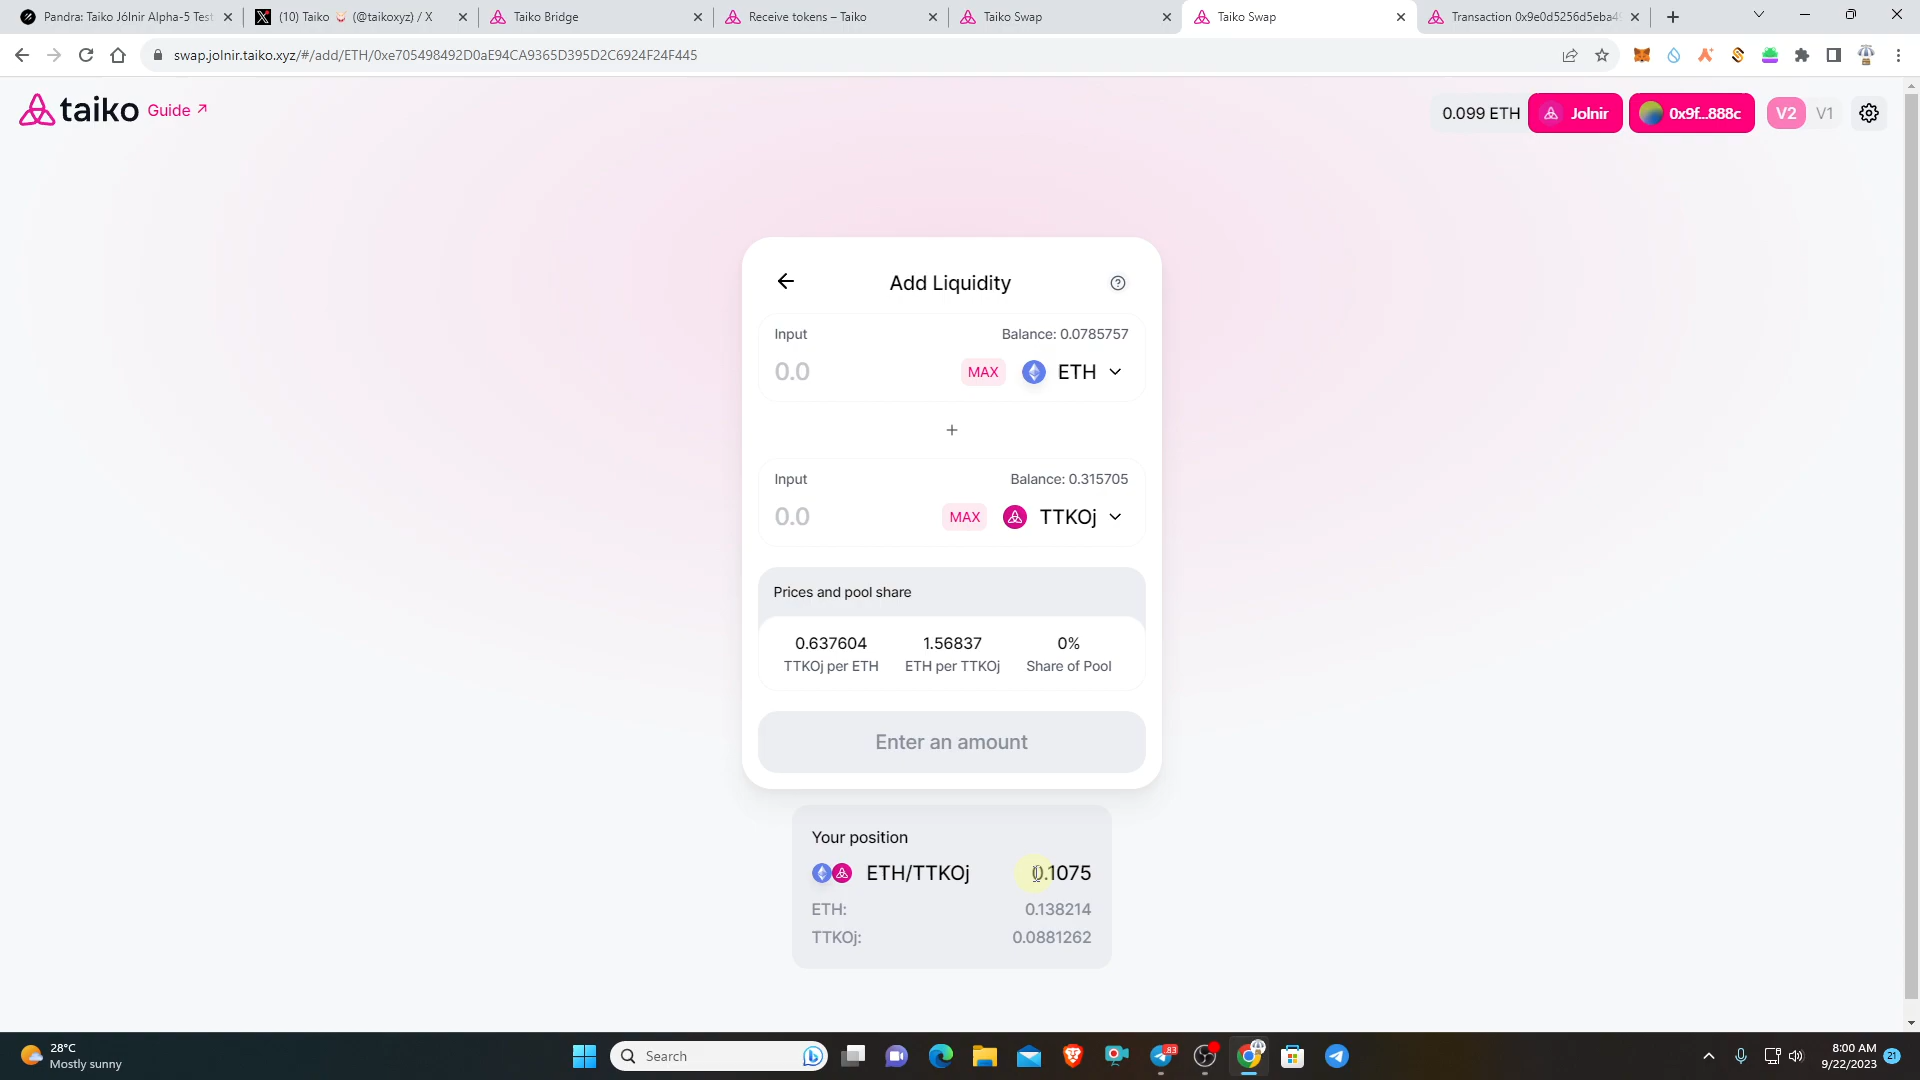 Pandra: Taiko Jólnir Alpha-5 Test
(10) Taiko (@taikoxyz) / X
Taiko Bridge
Receive tokens – Taiko
Taiko Swap
Taiko Swap
Transaction 0x9e0d5256d5eba4
swap.jolnir.taiko.xyz/#/add/ETH/0xe705498492D0aE94CA9365D395D2C6924F24F445
taiko Guide ↗
0.099 ETH Jolnir 0x9f...888c V2 V1
Add Liquidity
Input Balance: 0.0785757
0.0 MAX ETH
+
Input Balance: 0.315705
0.0 MAX TTKOj
Prices and pool share
0.637604 1.56837 0%
TTKOj per ETH ETH per TTKOj Share of Pool
Enter an amount
Your position
ETH/TTKOj 0.1075
ETH: 0.138214
TTKOj: 0.0881262
28°C
Mostly sunny
Search
83
8:00 AM
9/22/2023
21